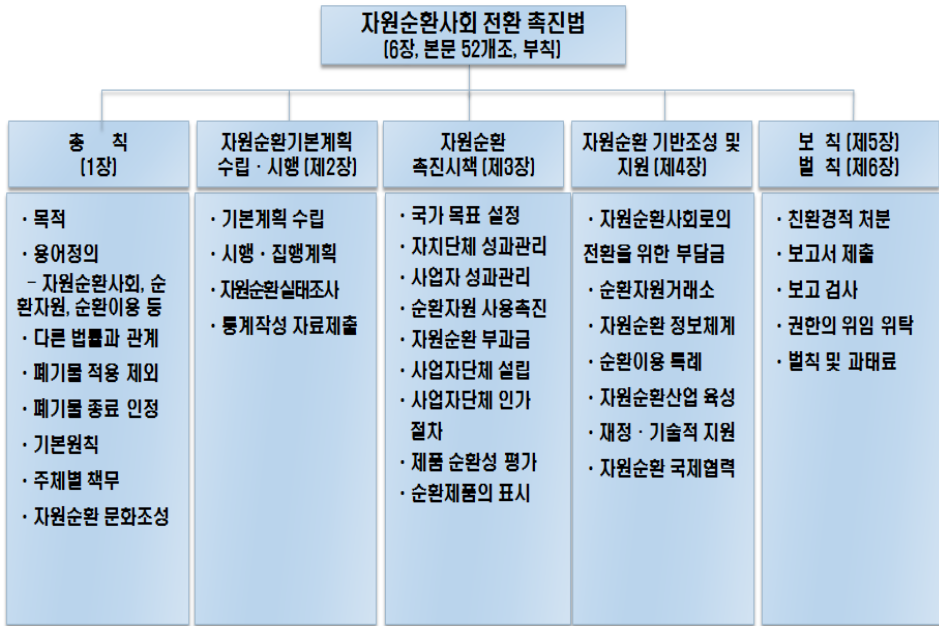 자원순환사회 전환 촉진법
(6장, 본문 52개조, 부칙)
총 칙
(1장)
· 목적
· 용어정의
- 자원순환사회, 순
환자원, 순환이용 등
· 다른 법률과 관계
· 폐기물 적용 제외
· 폐기물 종료 인정
· 기본원칙
· 주체별 책무
· 자원순환 문화조성
자원순환기본계획
수립 · 시행 (제2장)
· 기본계획 수립
· 시행 · 집행계획
· 자원순환실태조사
· 통계작성 자료제출
자원순환
촉진시책 (제3장)
· 국가 목표 설정
· 자치단체 성과관리
· 사업자 성과관리
· 순환자원 사용촉진
· 자원순환 부과금
· 사업자단체 설립
· 사업자단체 인가
절차
· 제품 순환성 평가
· 순환제품의 표시
자원순환 기반조성 및
지원 (제4장)
· 자원순환사회로의
전환을 위한 부담금
· 순환자원거래소
· 자원순환 정보체계
· 순환이용 특례
· 자원순환산업 육성
· 재정 · 기술적 지원
· 자원순환 국제협력
보 칙 (제5장)
벌 칙 (제6장)
· 친환경적 처분
· 보고서 제출
· 보고 검사
· 권한의 위임 위탁
· 벌칙 및 과태료